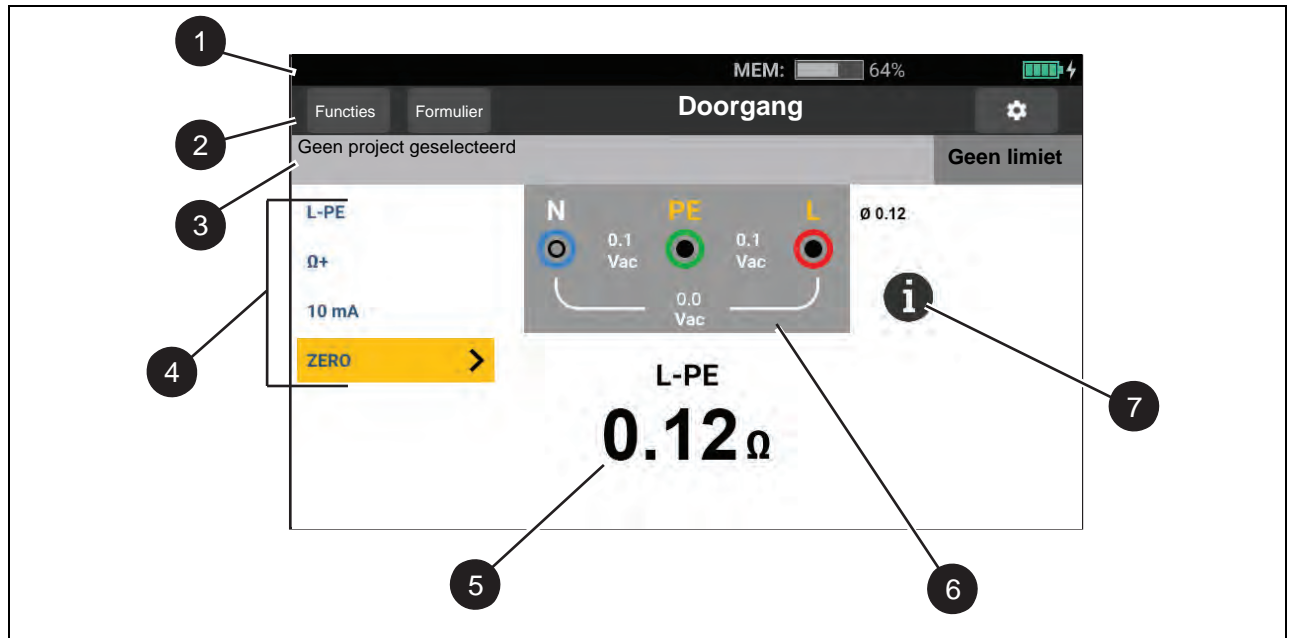 1
MEM: 64%
Functies Formulier Doorgang
2
Geen project geselecteerd
Geen limiet
3
L-PE
N PE L
Ø 0.12
0.1 Vac
0.1 Vac
Ω+
i
0.0 Vac
10 mA
4
ZERO
L-PE
7
0.12 Ω
5
6